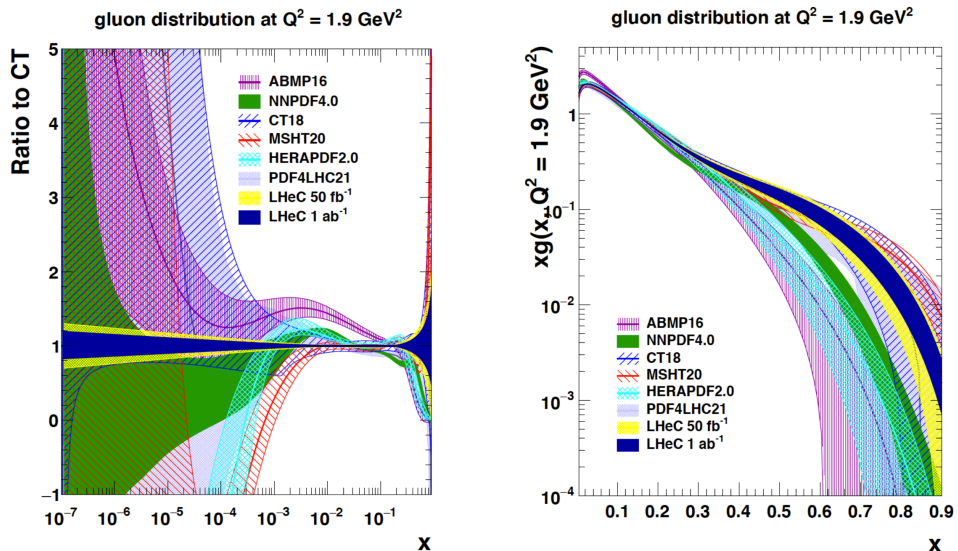 gluon distribution at Q² = 1.9 GeV²
Ratio to CT
5
4
3
2
1
0
−1
ABMP16
NNPDF4.0
CT18
MSHT20
HERAPDF2.0
PDF4LHC21
LHeC 50 fb⁻¹
LHeC 1 ab⁻¹
10⁻⁷ 10⁻⁶ 10⁻⁵ 10⁻⁴ 10⁻³ 10⁻² 10⁻¹
x
gluon distribution at Q² = 1.9 GeV²
xg(x, Q² = 1.9 GeV²)
1
10⁻¹
10⁻²
10⁻³
10⁻⁴
ABMP16
NNPDF4.0
CT18
MSHT20
HERAPDF2.0
PDF4LHC21
LHeC 50 fb⁻¹
LHeC 1 ab⁻¹
0.1 0.2 0.3 0.4 0.5 0.6 0.7 0.8 0.9
x